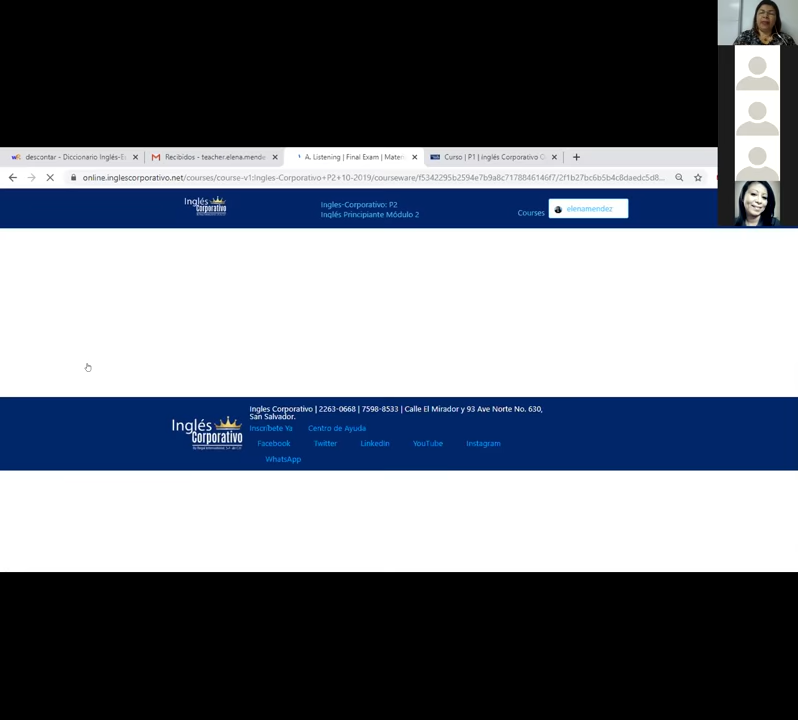 descontar - Diccionario Inglés-Es
Recibidos - teacher.elena.mende
A. Listening | Final Exam | Mater
Curso | P1 | Inglés Corporativo O
online.inglescorporativo.net/courses/course-v1:Ingles-Corporativo+P2+10-2019/courseware/f5342295b2594e7b9a8c7178846146f7/2f1b27bc6b5b4c8daedc5d8...
Inglés
Corporativo
Ingles-Corporativo: P2
Inglés Principiante Módulo 2
Courses
elenamendez
Inglés
Corporativo
Ingles Corporativo | 2263-0668 | 7598-8533 | Calle El Mirador y 93 Ave Norte No. 630,
San Salvador.
Inscríbete Ya Centro de Ayuda
Facebook Twitter LinkedIn YouTube Instagram
WhatsApp